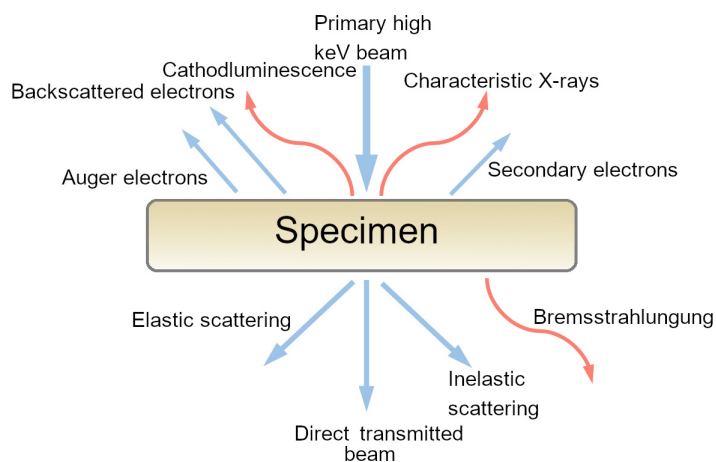 Primary high
keV beam
Cathodluminescence
Characteristic X-rays
Backscattered electrons
Auger electrons
Secondary electrons
Specimen
Elastic scattering
Bremsstrahlungung
Inelastic
scattering
Direct transmitted
beam